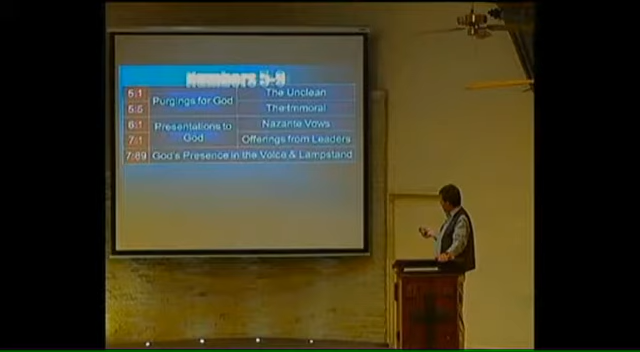 Numbers 5-9
5:1 Purgings for God The Unclean
5:5 The Immoral
6:1 Presentations to God Nazarite Vows
7:1 Offerings from Leaders
7:89 God's Presence in the Voice & Lampstand